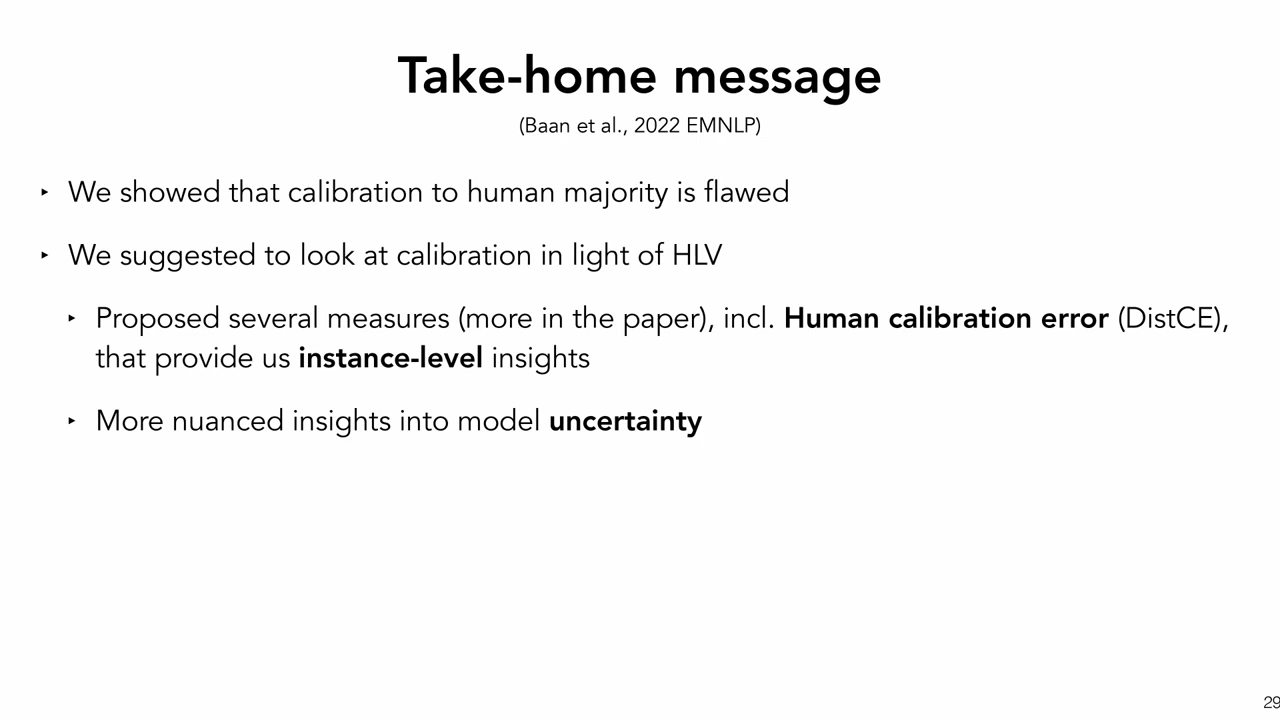 Take-home message
(Baan et al., 2022 EMNLP)
‣ We showed that calibration to human majority is flawed
‣ We suggested to look at calibration in light of HLV
‣ Proposed several measures (more in the paper), incl. Human calibration error (DistCE),
that provide us instance-level insights
‣ More nuanced insights into model uncertainty
29